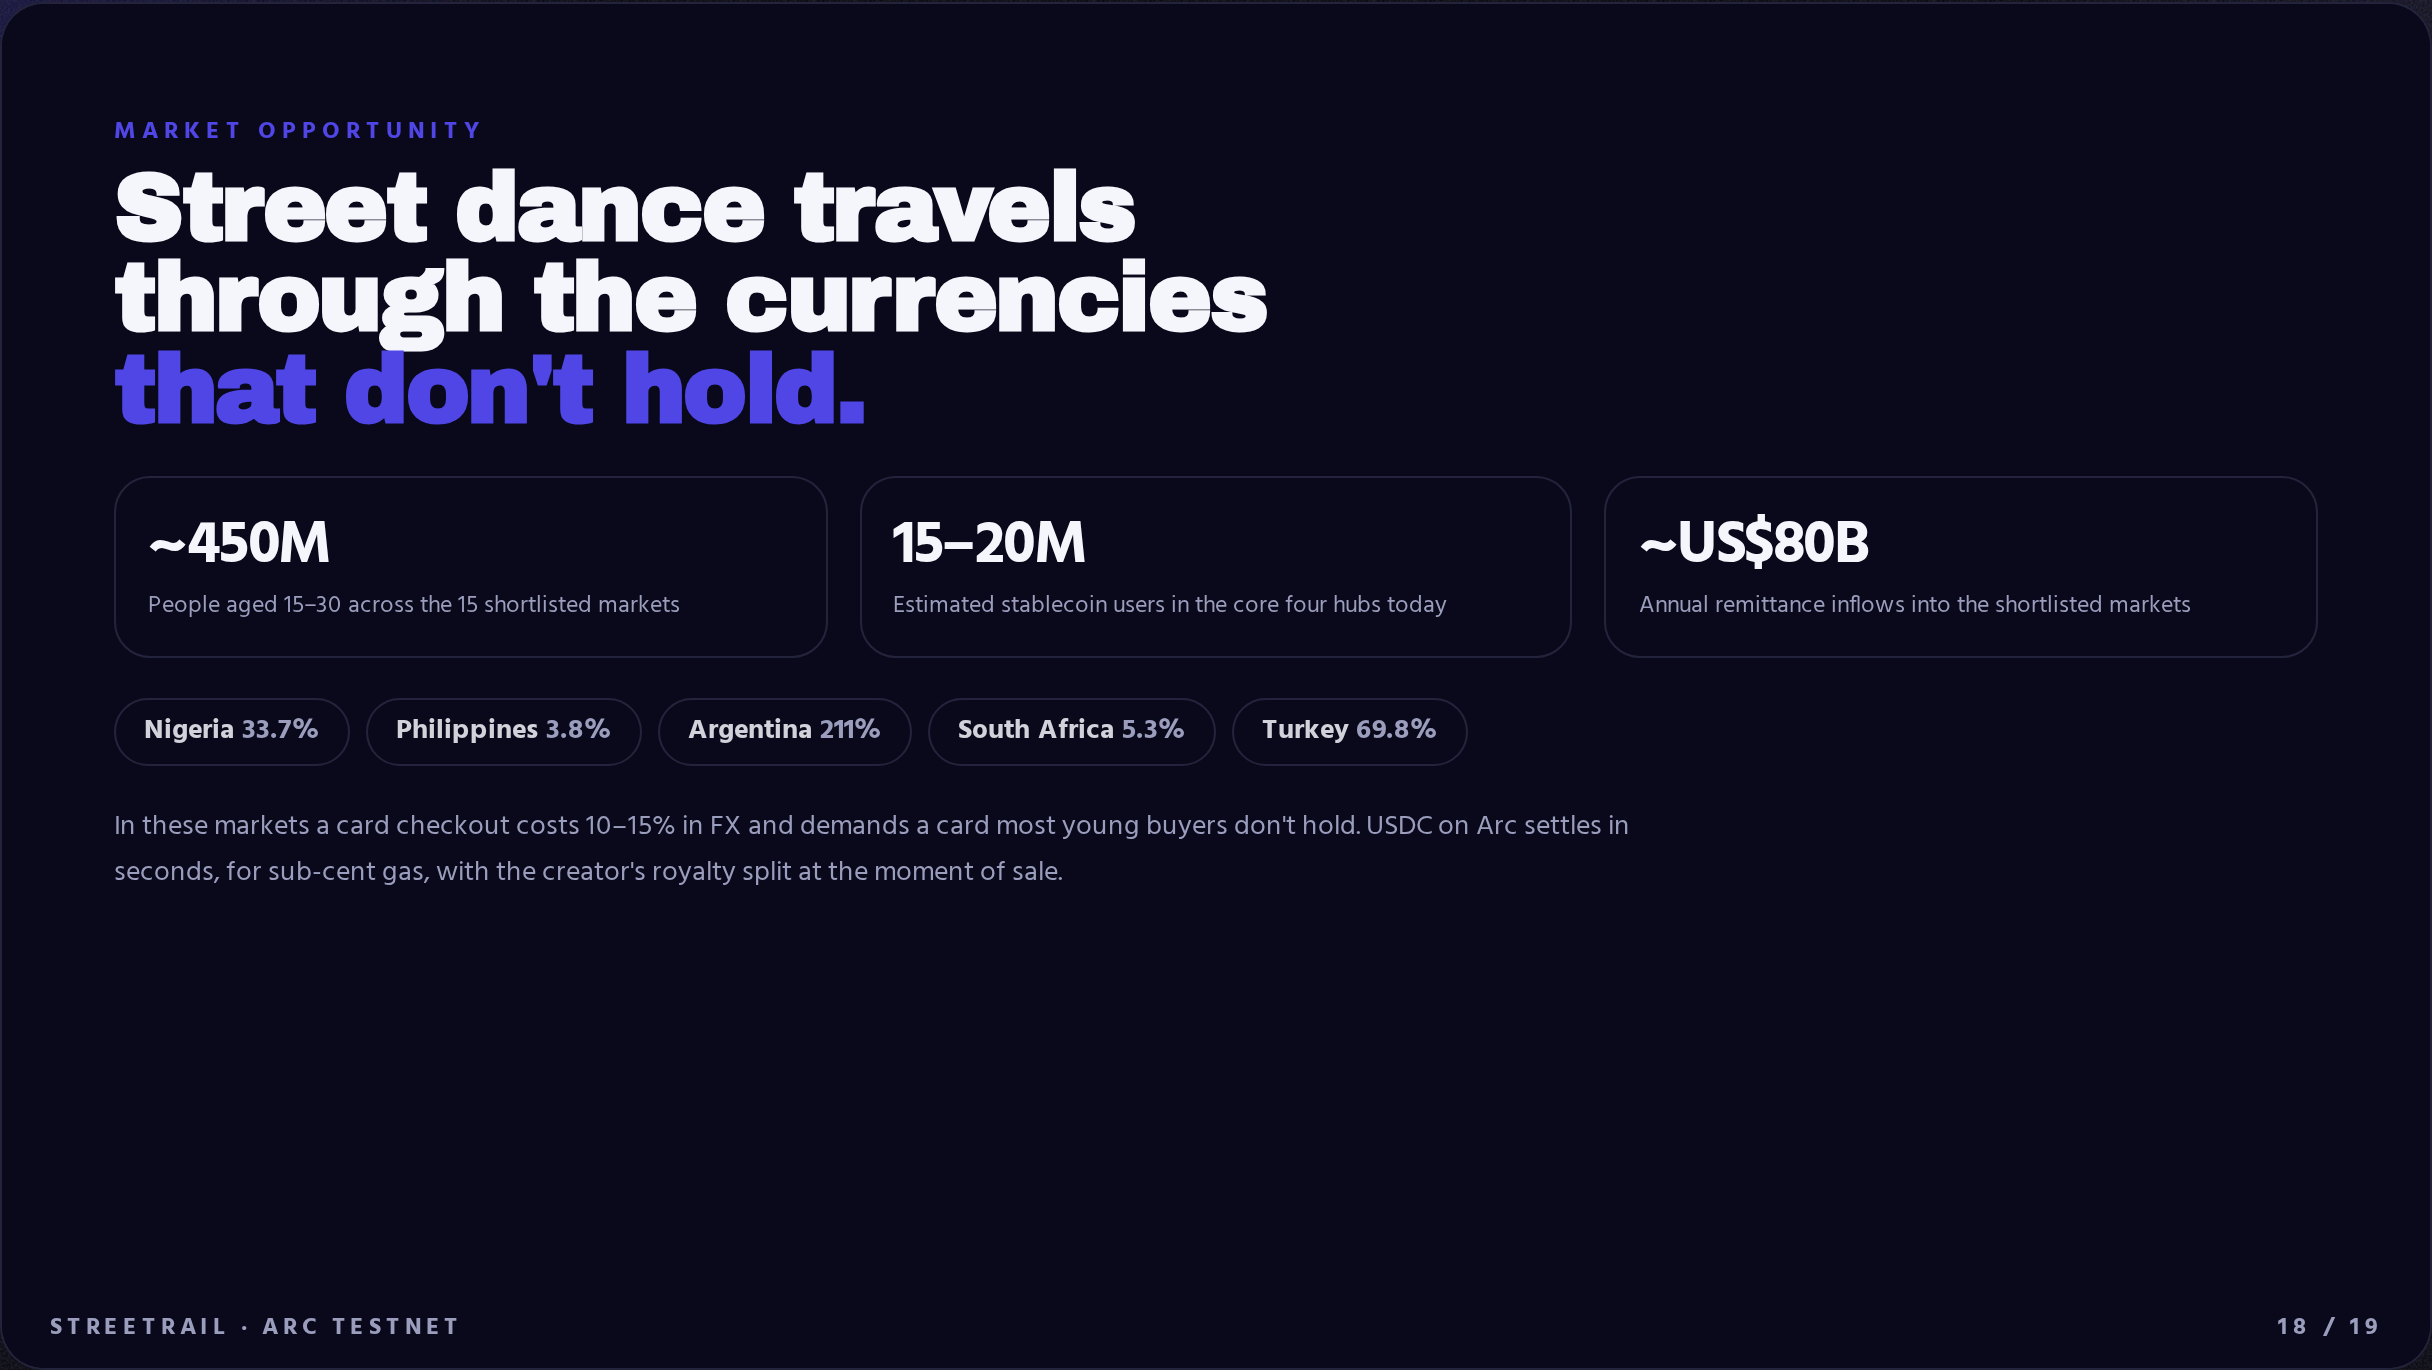 MARKET OPPORTUNITY
Street dance travels
through the currencies
that don't hold.
~450M
People aged 15–30 across the 15 shortlisted markets
15–20M
Estimated stablecoin users in the core four hubs today
~US$80B
Annual remittance inflows into the shortlisted markets
Nigeria 33.7%
Philippines 3.8%
Argentina 211%
South Africa 5.3%
Turkey 69.8%
In these markets a card checkout costs 10–15% in FX and demands a card most young buyers don't hold. USDC on Arc settles in
seconds, for sub-cent gas, with the creator's royalty split at the moment of sale.
STREETRAIL · ARC TESTNET
18 / 19